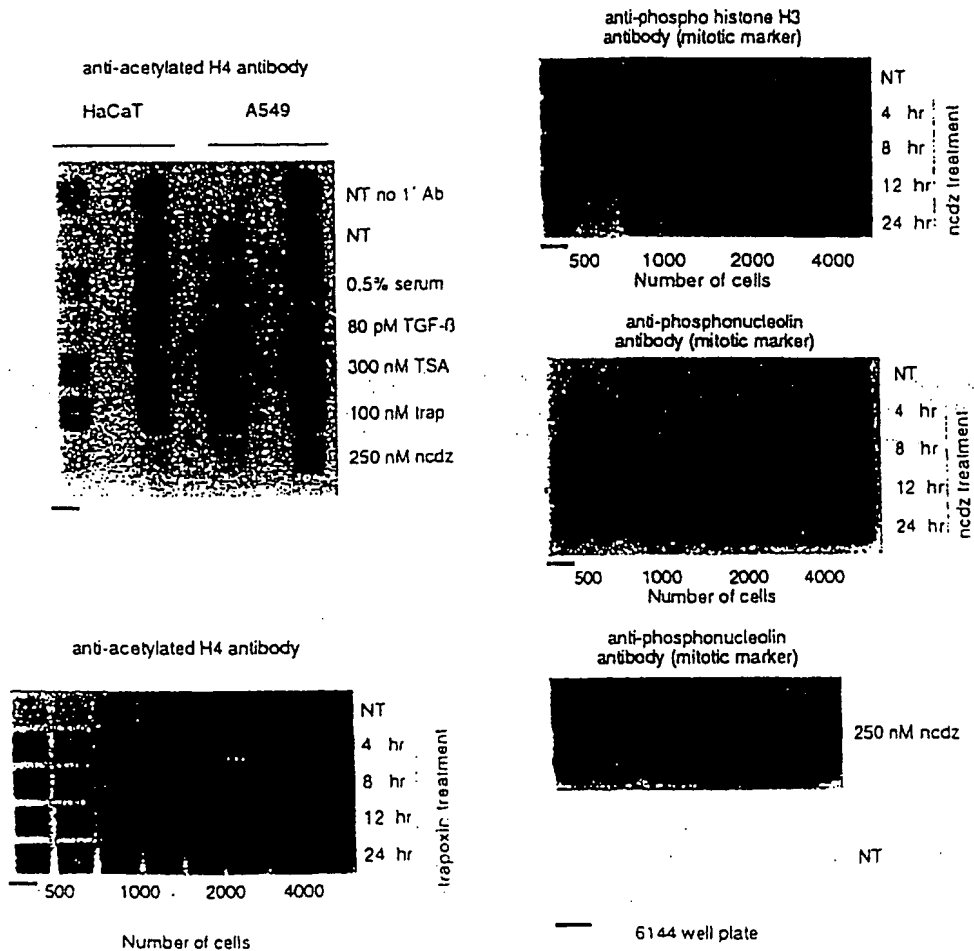 anti-acetylated H4 antibody
HaCaT
A549
NT no 1° Ab
NT
0.5% serum
80 pM TGF-ß
300 nM TSA
100 nM trap
250 nM ncdz
anti-acetylated H4 antibody
NT
4 hr
8 hr
12 hr
24 hr
trapoxin treatment
500 1000 2000 4000
Number of cells
anti-phospho histone H3
antibody (mitotic marker)
NT
4 hr
8 hr
12 hr
24 hr
ncdz treatment
500 1000 2000 4000
Number of cells
anti-phosphonucleolin
antibody (mitotic marker)
NT
4 hr
8 hr
12 hr
24 hr
ncdz treatment
500 1000 2000 4000
Number of cells
anti-phosphonucleolin
antibody (mitotic marker)
250 nM ncdz
NT
6144 well plate